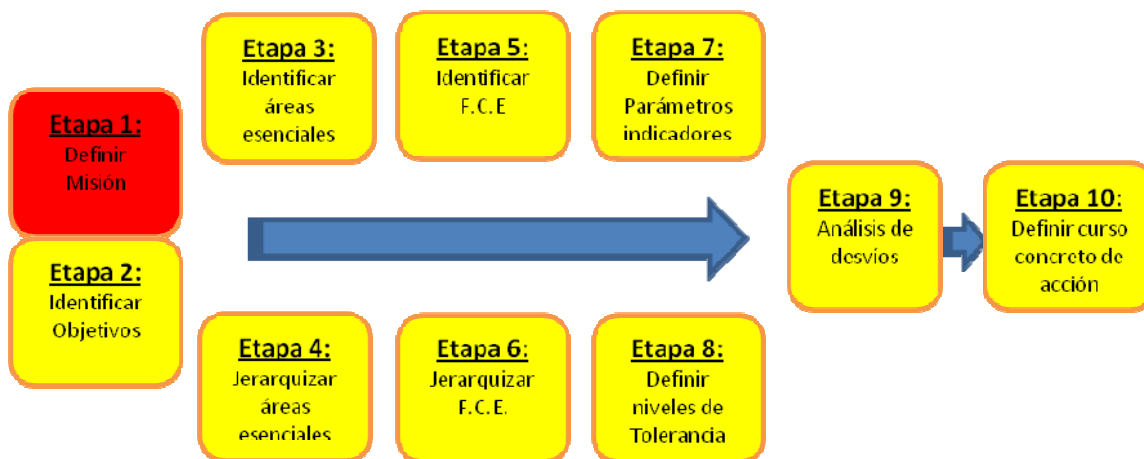 Etapa 1:
Definir
Misión
Etapa 2:
Identificar
Objetivos
Etapa 3:
Identificar
áreas
esenciales
Etapa 4:
Jerarquizar
áreas
esenciales
Etapa 5:
Identificar
F.C.E
Etapa 6:
Jerarquizar
F.C.E.
Etapa 7:
Definir
Parámetros
indicadores
Etapa 8:
Definir
niveles de
Tolerancia
Etapa 9:
Análisis de
desvíos
Etapa 10:
Definir curso
concreto de
acción